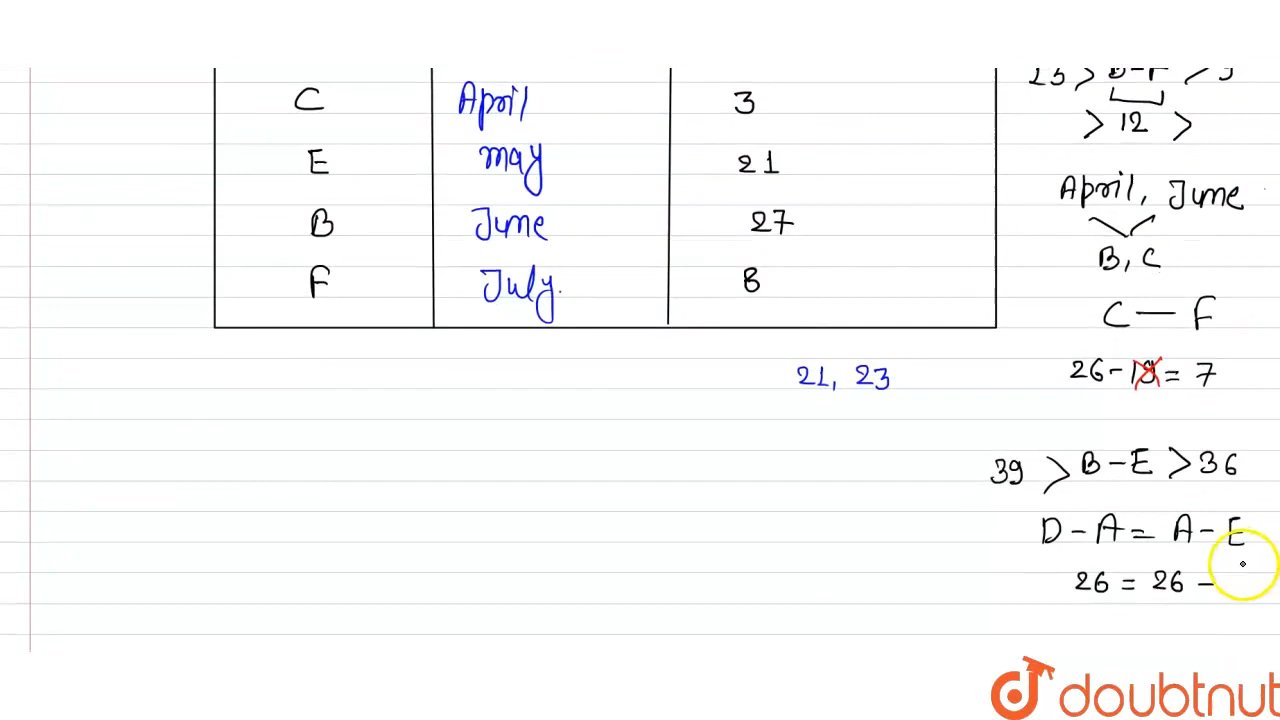 C April 3
E may 21
B June 27
F July. 8
> 12 >
April, June
B, C
C — F
21, 23
26 - 19 = 7
39 > B - E > 36
D - A = A - E
26 = 26 -
doubtnut